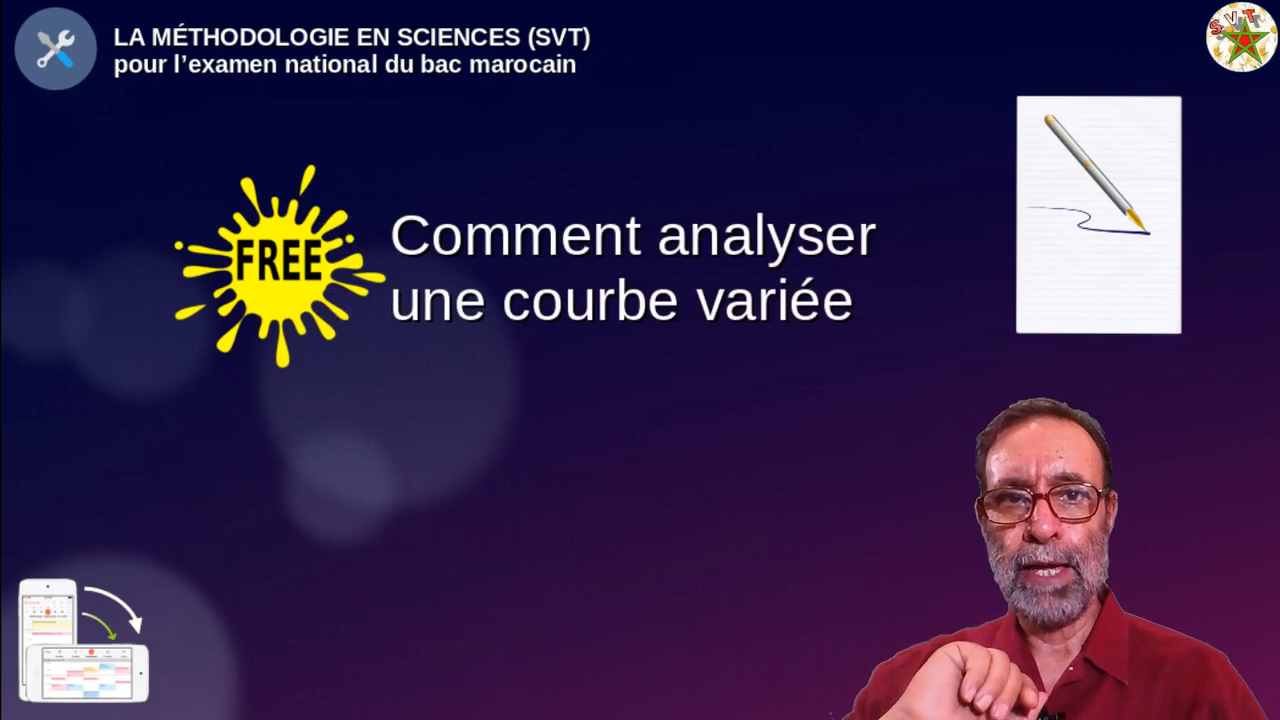 LA MÉTHODOLOGIE EN SCIENCES (SVT)
pour l’examen national du bac marocain
FREE
Comment analyser
une courbe variée